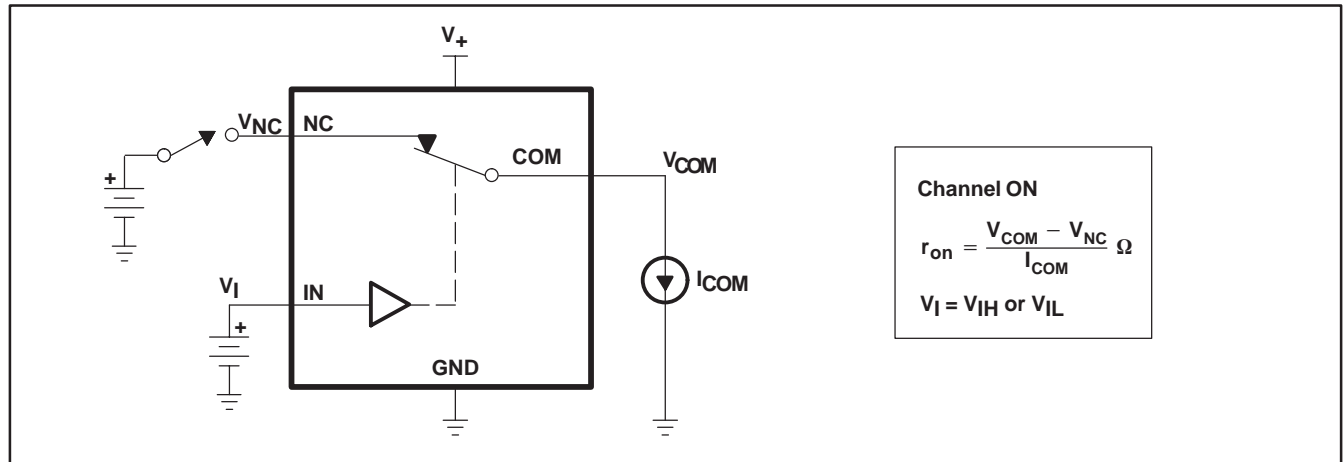 V+
VNC
NC
COM
VCOM
+
Channel ON
ron = VCOM − VNC / ICOM Ω
VI = VIH or VIL
ICOM
VI
IN
+
GND